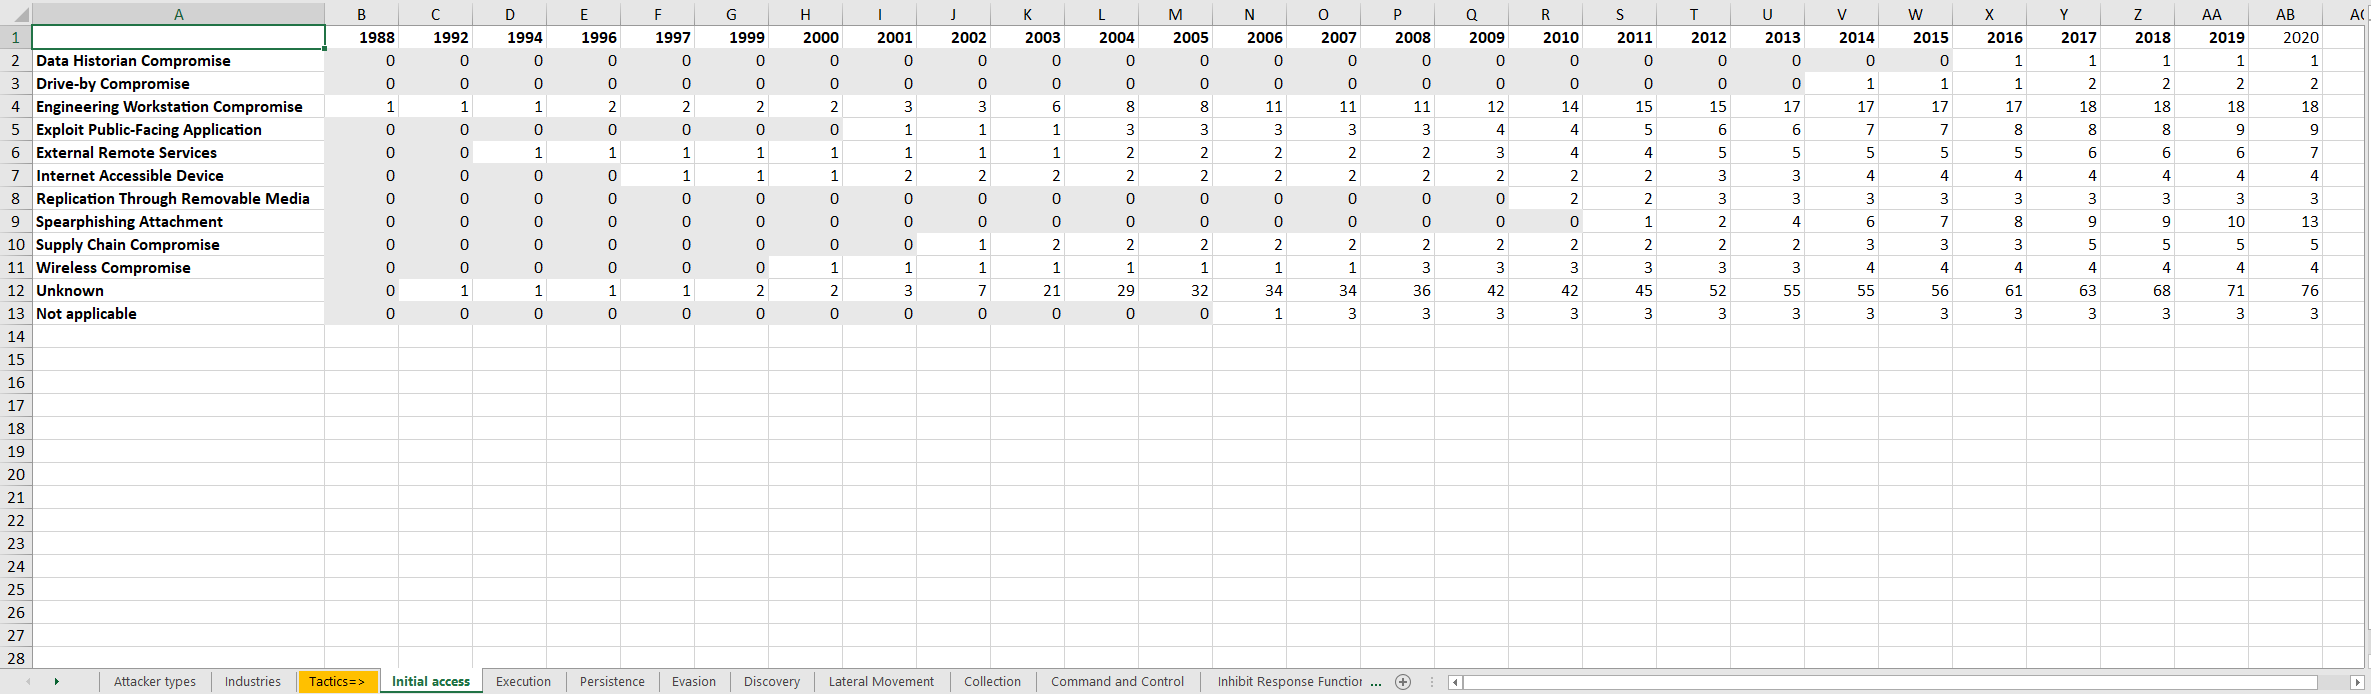 A B C D E F G H I J K L M N O P Q R S T U V W X Y Z AA AB
1 1988 1992 1994 1996 1997 1999 2000 2001 2002 2003 2004 2005 2006 2007 2008 2009 2010 2011 2012 2013 2014 2015 2016 2017 2018 2019 2020
2 Data Historian Compromise 0 0 0 0 0 0 0 0 0 0 0 0 0 0 0 0 0 0 0 0 0 0 1 1 1 1 1
3 Drive-by Compromise 0 0 0 0 0 0 0 0 0 0 0 0 0 0 0 0 0 0 0 0 1 1 1 2 2 2 2
4 Engineering Workstation Compromise 1 1 1 2 2 2 2 3 3 6 8 8 11 11 11 12 14 15 15 17 17 17 17 18 18 18 18
5 Exploit Public-Facing Application 0 0 0 0 0 0 0 1 1 1 3 3 3 3 3 4 4 5 6 6 7 7 8 8 8 9 9
6 External Remote Services 0 0 1 1 1 1 1 1 1 1 2 2 2 2 2 3 4 4 5 5 5 5 5 6 6 6 7
7 Internet Accessible Device 0 0 0 0 1 1 1 2 2 2 2 2 2 2 2 2 2 2 3 3 4 4 4 4 4 4 4
8 Replication Through Removable Media 0 0 0 0 0 0 0 0 0 0 0 0 0 0 0 0 2 2 3 3 3 3 3 3 3 3 3
9 Spearphishing Attachment 0 0 0 0 0 0 0 0 0 0 0 0 0 0 0 0 0 1 2 4 6 7 8 9 9 10 13
10 Supply Chain Compromise 0 0 0 0 0 0 0 0 1 2 2 2 2 2 2 2 2 2 2 2 3 3 3 5 5 5 5
11 Wireless Compromise 0 0 0 0 0 0 1 1 1 1 1 1 1 1 3 3 3 3 3 3 4 4 4 4 4 4 4
12 Unknown 0 1 1 1 1 2 2 3 7 21 29 32 34 34 36 42 42 45 52 55 55 56 61 63 68 71 76
13 Not applicable 0 0 0 0 0 0 0 0 0 0 0 0 1 3 3 3 3 3 3 3 3 3 3 3 3 3 3
14
15
16
17
18
19
20
21
22
23
24
25
26
27
28
Attacker types Industries Tactics=> Initial access Execution Persistence Evasion Discovery Lateral Movement Collection Command and Control Inhibit Response Function ...